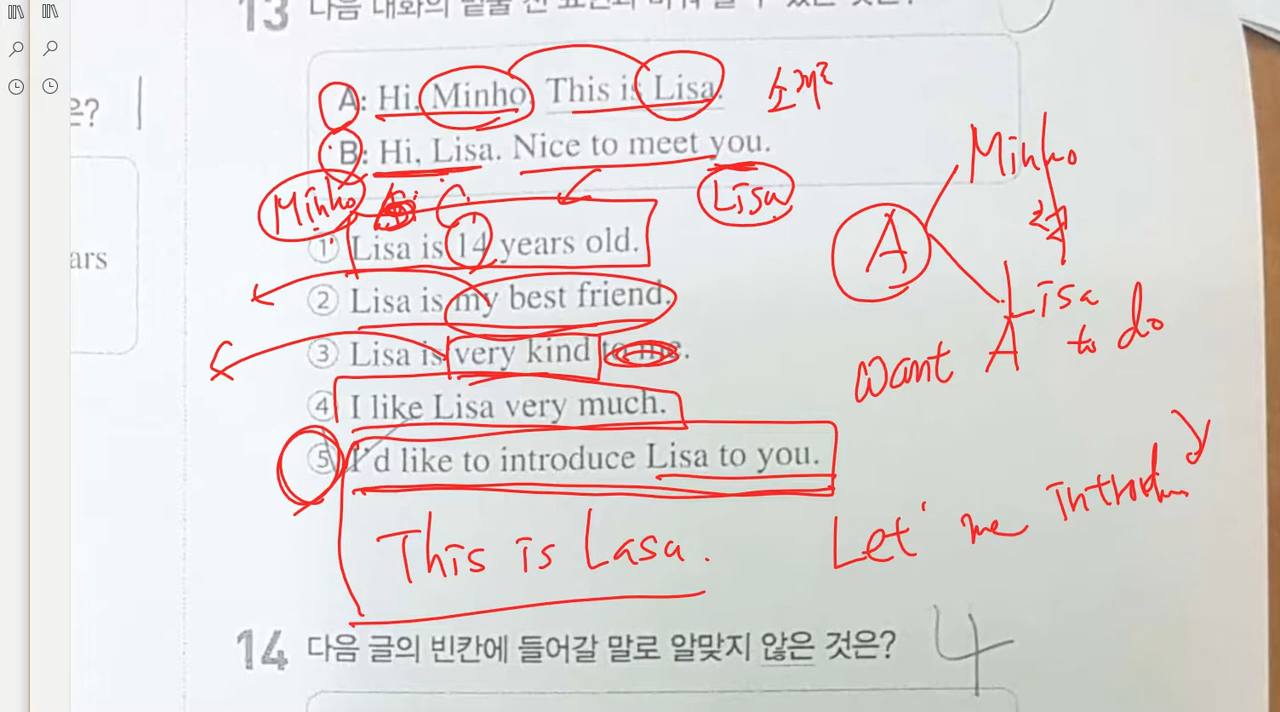 13 다음 대화의 밑줄 친 표현과 바꿔 쓸 수 있는 것은?
은?
A: Hi, Minho. This is Lisa. 소개
B: Hi, Lisa. Nice to meet you.
Minho
Lisa
Minho
A
Lisa
① Lisa is 14 years old.
ars
② Lisa is my best friend.
③ Lisa is very kind to me.
want A to do
④ I like Lisa very much.
⑤ I'd like to introduce Lisa to you.
This is Lasa.
Let me
14 다음 글의 빈칸에 들어갈 말로 알맞지 않은 것은?
4